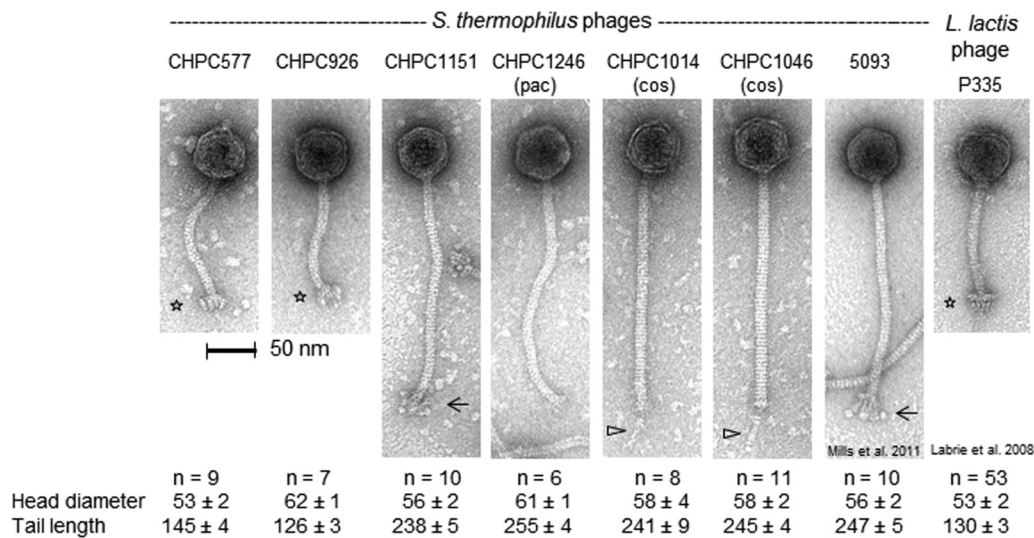 S. thermophilus phages
L. lactis
phage
CHPC577 CHPC926 CHPC1151 CHPC1246 CHPC1014 CHPC1046 5093 P335
(pac) (cos) (cos)
50 nm
Mills et al. 2011 Labrie et al. 2008
n = 9 n = 7 n = 10 n = 6 n = 8 n = 11 n = 10 n = 53
Head diameter 53 ± 2 62 ± 1 56 ± 2 61 ± 1 58 ± 4 58 ± 2 56 ± 2 53 ± 2
Tail length 145 ± 4 126 ± 3 238 ± 5 255 ± 4 241 ± 9 245 ± 4 247 ± 5 130 ± 3